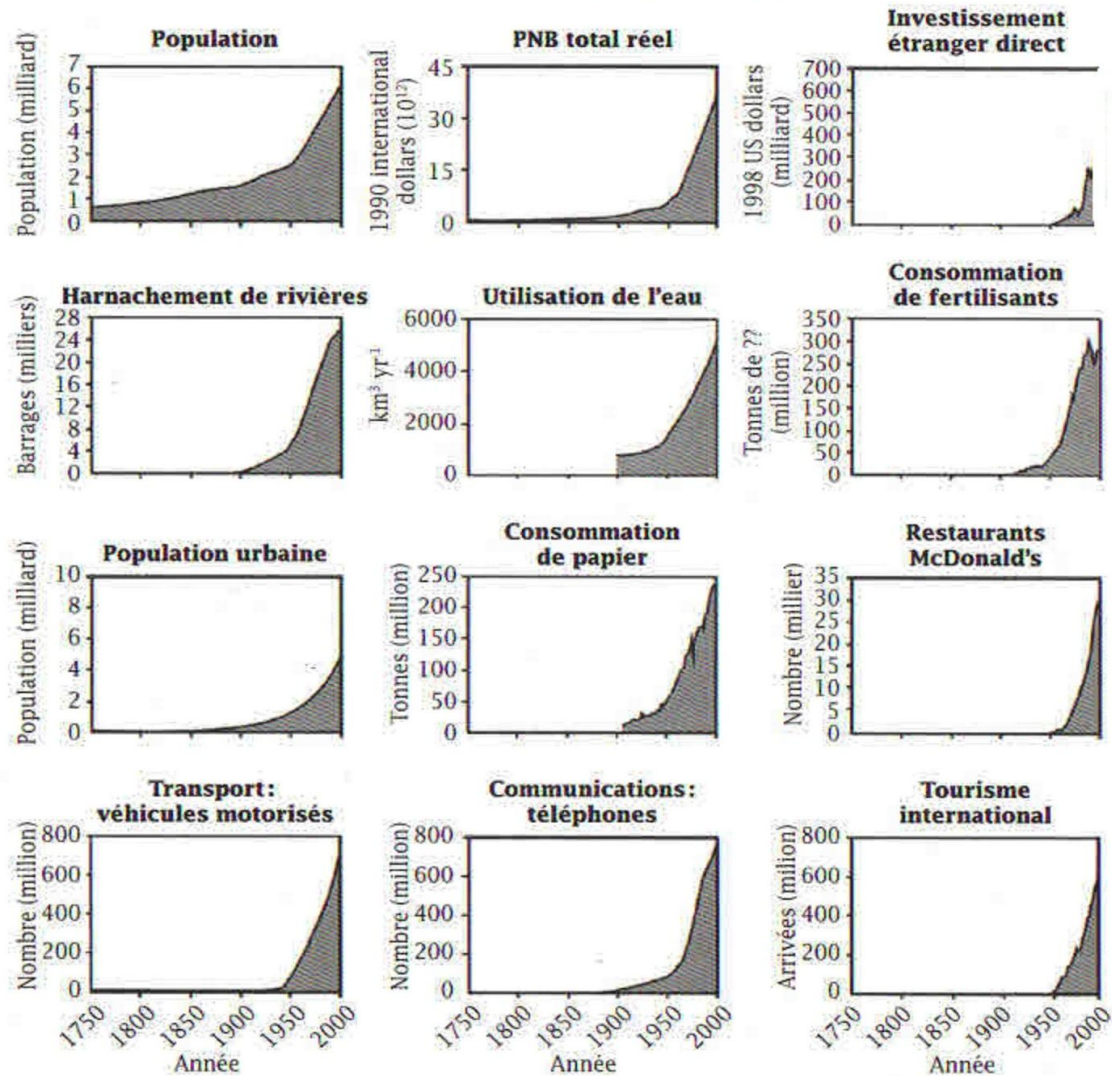 Population
Population (milliard)
7
6
5
4
3
2
1
0
PNB total réel
1990 international
dollars (10¹²)
45
30
15
0
Investissement
étranger direct
1998 US dollars
(milliard)
700
600
500
400
300
200
100
0
Harnachement de rivières
Barrages (milliers)
28
24
20
16
12
8
4
0
Utilisation de l'eau
km³ yr⁻¹
6000
4000
2000
0
Consommation
de fertilisants
Tonnes de ??
(million)
350
300
250
200
150
100
50
0
Population urbaine
Population (milliard)
10
8
6
4
2
0
Consommation
de papier
Tonnes (million)
250
200
150
100
50
0
Restaurants
McDonald's
Nombre (millier)
35
30
25
20
15
10
5
0
Transport:
véhicules motorisés
Nombre (million)
800
600
400
200
0
1750 1800 1850 1900 1950 2000
Année
Communications:
téléphones
Nombre (million)
800
600
400
200
0
1750 1800 1850 1900 1950 2000
Année
Tourisme
international
Arrivées (milion)
800
600
400
200
0
1750 1800 1850 1900 1950 2000
Année